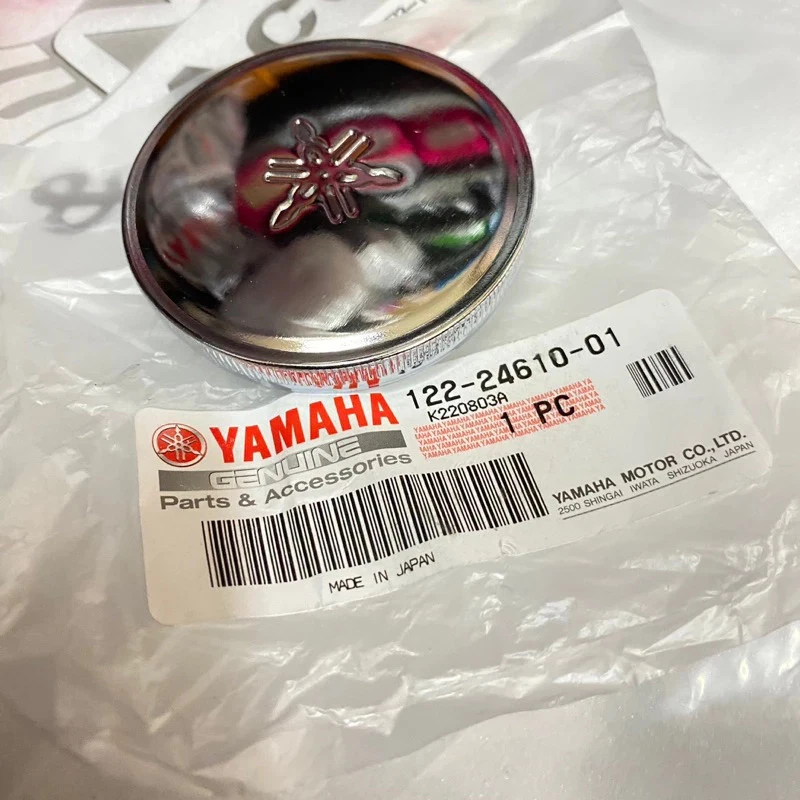 122-24610-01
K220803A
1 PC
YAMAHA
GENUINE
Parts & Accessories
YAMAHA MOTOR CO.,LTD.
2500 SHINGAI IWATA SHIZUOKA JAPAN
MADE IN JAPAN